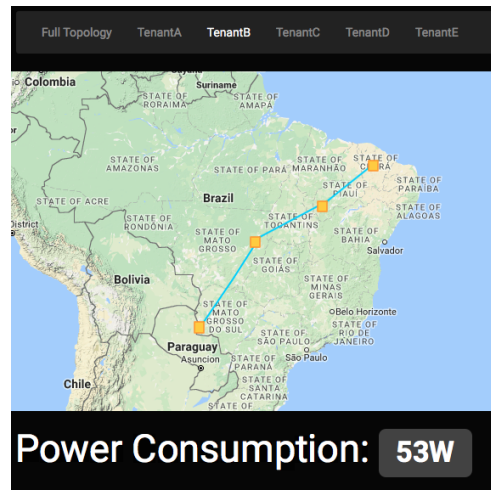 Full Topology TenantA TenantB TenantC TenantD TenantE
Colombia
Suriname
STATE OF
RORAIMA
STATE OF
AMAPÁ
STATE OF
AMAZONAS
STATE OF PARÁ
STATE OF
MARANHÃO
STATE OF
STATE OF
PIAUÍ
STATE OF
PARAÍBA
STATE OF ACRE
Brazil
STATE OF
ALAGOAS
STATE OF
RONDÔNIA
STATE OF
MATO
GROSSO
STATE OF
TOCANTINS
STATE OF
BAHIA
District
Salvador
STATE OF
GOIÁS
Bolivia
STATE OF
MINAS
GERAIS
STATE OF
MATO
GROSSO
DO SUL
Belo Horizonte
STATE OF
RIO DE
JANEIRO
Paraguay
STATE OF
SÃO PAULO
São Paulo
Asuncion
STATE OF
PARANÁ
Chile
STATE OF
SANTA
CATARINA
STATE OF
Power Consumption: 53W